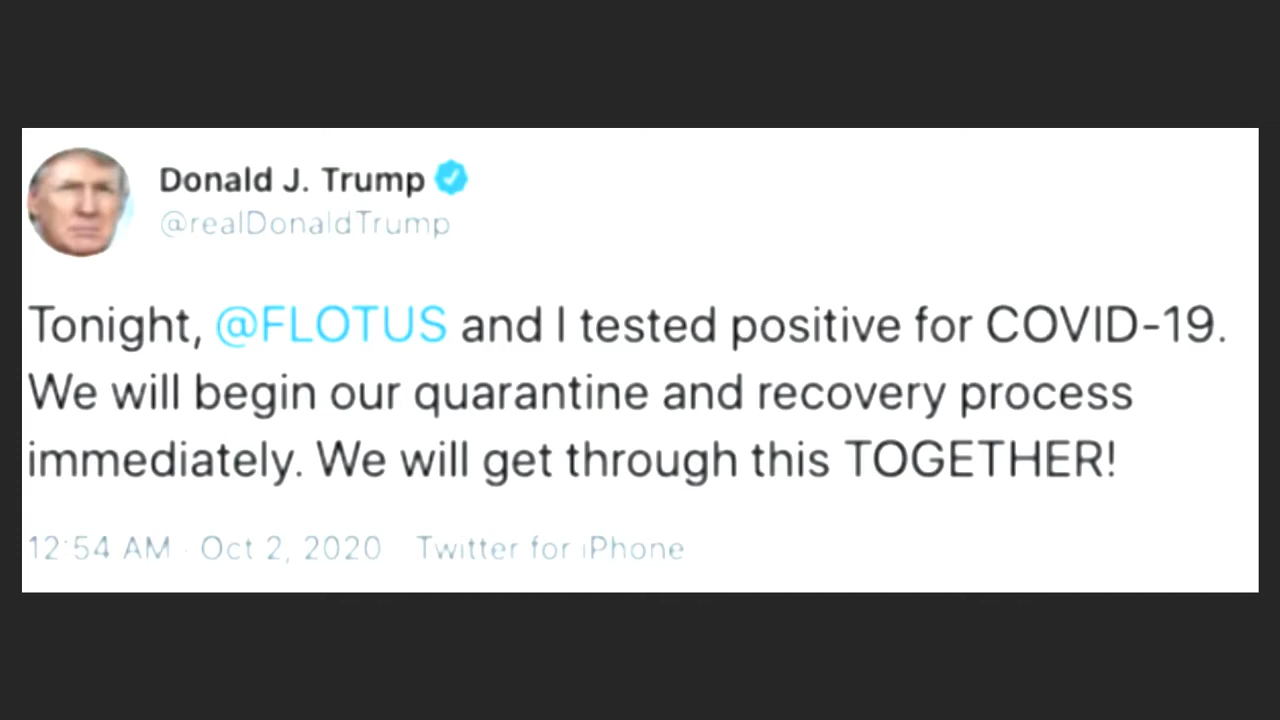 Donald J. Trump
@realDonaldTrump
Tonight, @FLOTUS and I tested positive for COVID-19.
We will begin our quarantine and recovery process
immediately. We will get through this TOGETHER!
12:54 AM · Oct 2, 2020 Twitter for iPhone